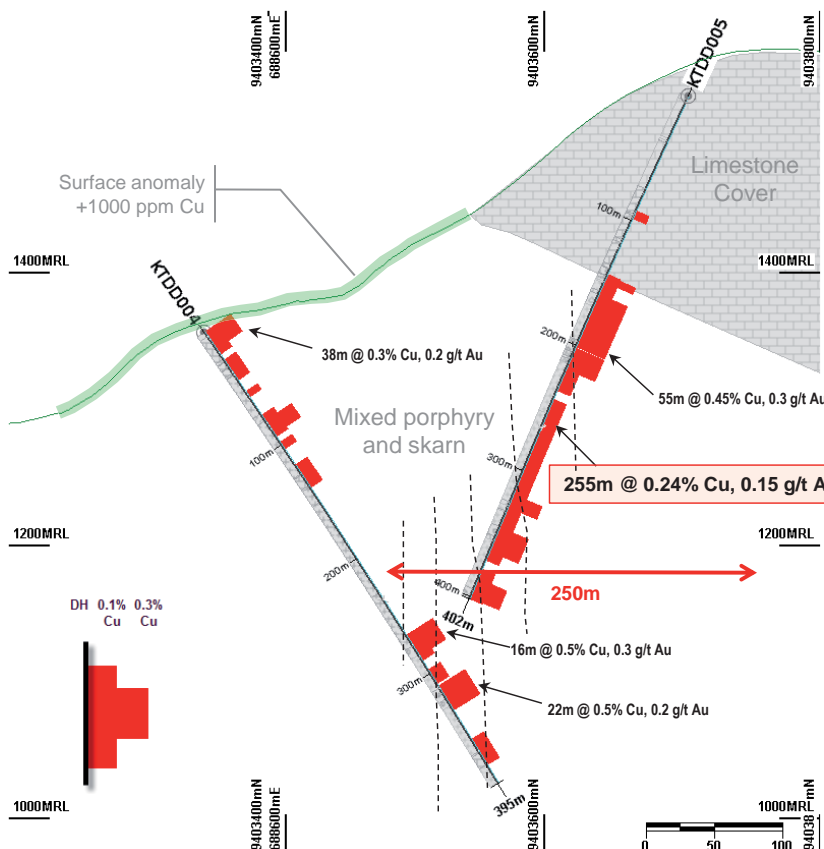 9403400mN
688600mE
9403600mN
9403800mN
KTDD005
Surface anomaly
+1000 ppm Cu
Limestone
Cover
100m
1400MRL
1400MRL
KTDD004
200m
38m @ 0.3% Cu, 0.2 g/t Au
55m @ 0.45% Cu, 0.3 g/t Au
Mixed porphyry
and skarn
100m
300m
255m @ 0.24% Cu, 0.15 g/t A
1200MRL
1200MRL
200m
400m
250m
402m
DH 0.1% 0.3%
Cu Cu
16m @ 0.5% Cu, 0.3 g/t Au
300m
22m @ 0.5% Cu, 0.2 g/t Au
395m
1000MRL
1000MRL
9403400mN
688600mE
9403600mN
94038
0 50 100